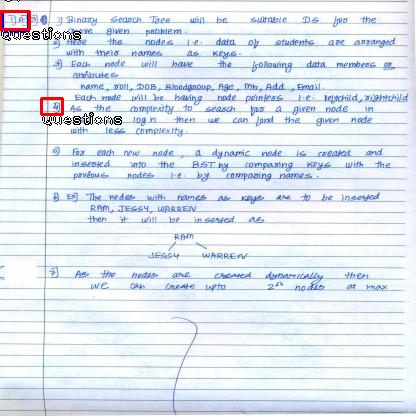 1) A) 1) Binary Search Tree will be suitable DS for the
questions
above given problem.
2) Here the nodes i.e. data of students are arranged
with their names as keys.
3) Each node will have the following data members or
attributes
name, roll, DOB, Bloodgroup, Age, Mb, Add, Email.
Each node will be having node pointers i.e. leftchild, rightchild
4) As the complexity to search for a given node in
questions
log n then we can find the given node
with less complexity.
5) For each new node, a dynamic node is created and
inserted into the BST by comparing keys with the
previous nodes i.e. by comparing names.
6) Ex) The nodes with names as keys are to be inserted
RAM, JESSY, WARREN
then it will be inserted as
RAM
JESSY WARREN
7) As the nodes are created dynamically then
we can create upto nodes at max